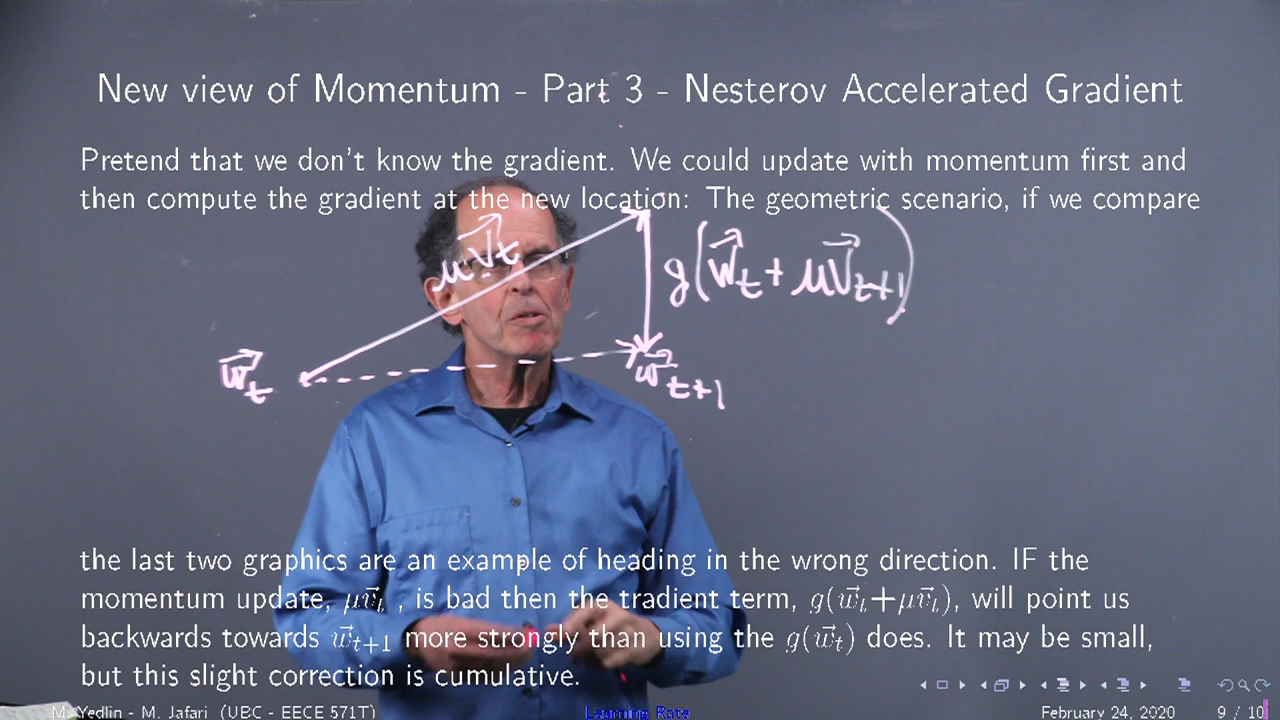 New view of Momentum - Part 3 - Nesterov Accelerated Gradient
Pretend that we don't know the gradient. We could update with momentum first and
then compute the gradient at the new location: The geometric scenario, if we compare
μv⃗t
g(w⃗t + μv⃗t+1)
w⃗t
w⃗t+1
the last two graphics are an example of heading in the wrong direction. IF the
momentum update, μv⃗t , is bad then the tradient term, g(w⃗t+μv⃗t), will point us
backwards towards w⃗t+1 more strongly than using the g(w⃗t) does. It may be small,
but this slight correction is cumulative.
M. Yedlin - M. Jafari (UBC - EECE 571T)
Learning Rate
February 24, 2020
9 / 10